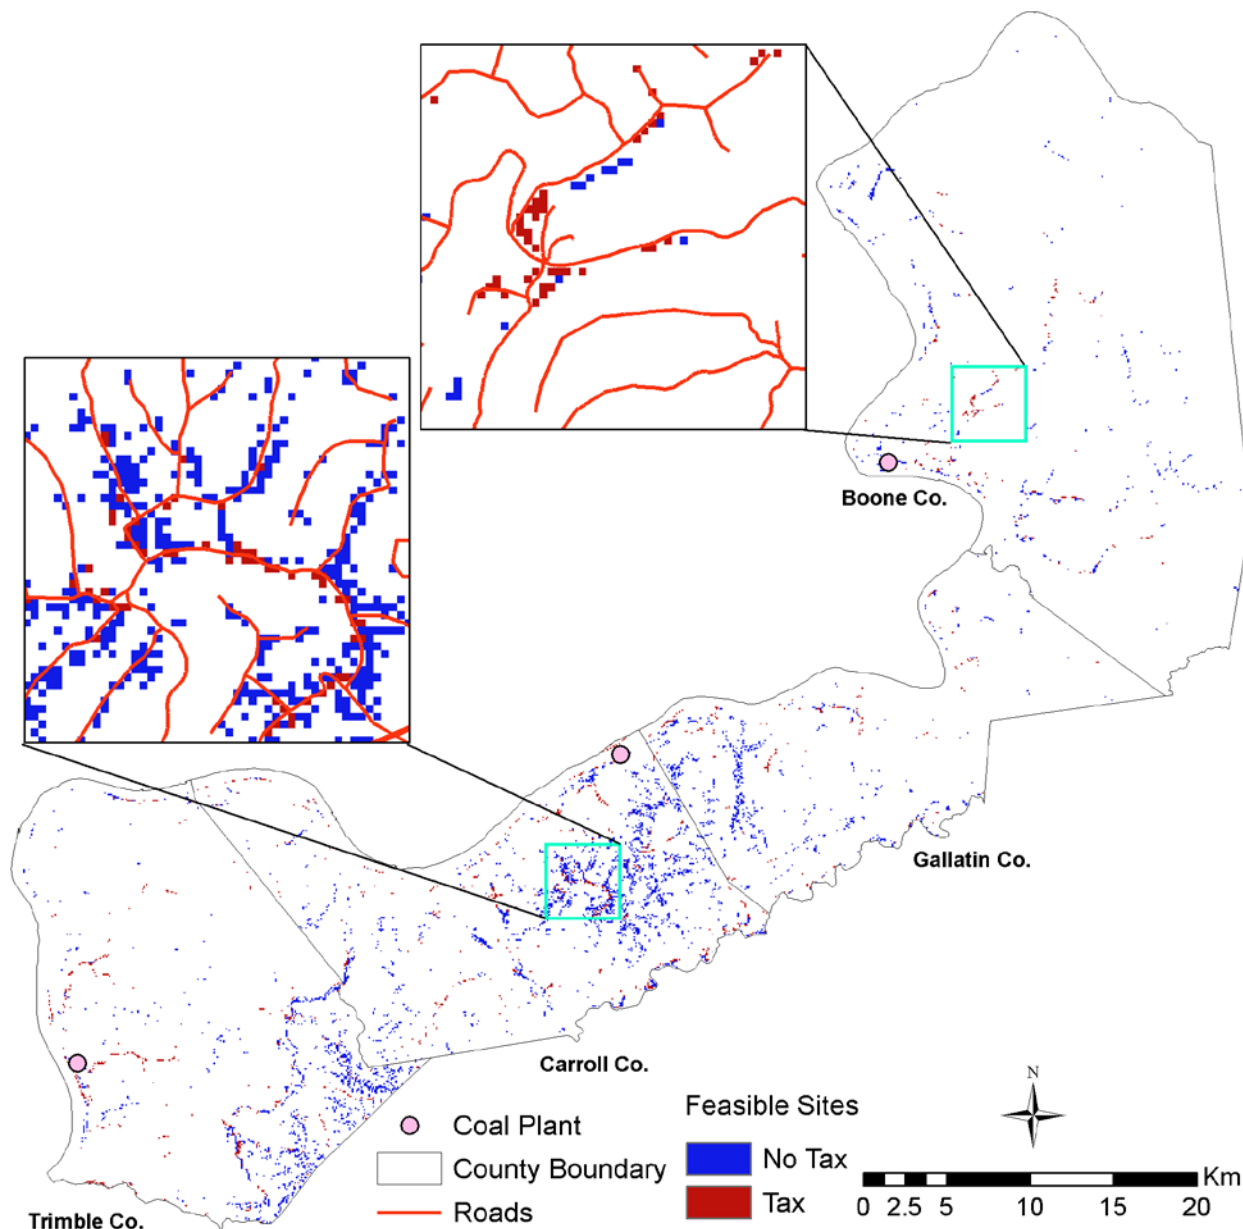 Boone Co.
Gallatin Co.
Carroll Co.
Trimble Co.
Coal Plant
County Boundary
Roads
Feasible Sites
No Tax
Tax
N
Km
0 2.5 5 10 15 20